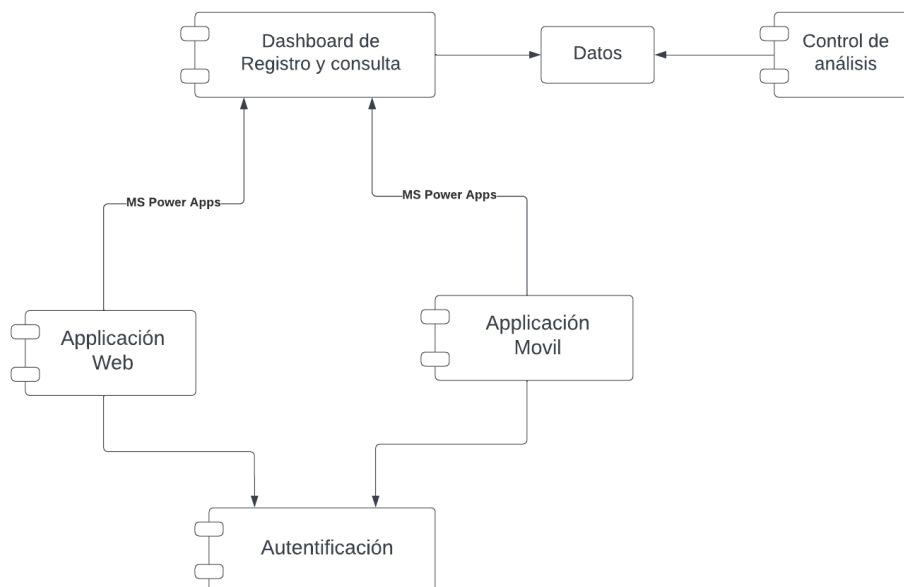 Dashboard de
Registro y consulta
Datos
Control de
análisis
MS Power Apps
MS Power Apps
Applicación
Web
Applicación
Movil
Autentificación